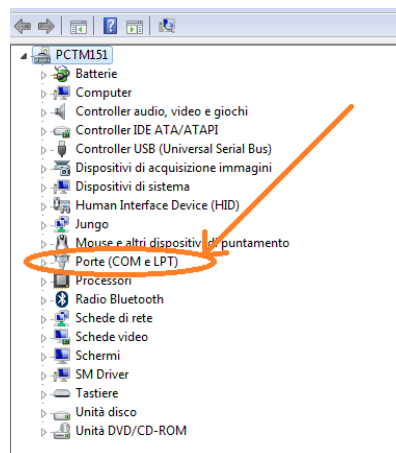 PCTM151
Batterie
Computer
Controller audio, video e giochi
Controller IDE ATA/ATAPI
Controller USB (Universal Serial Bus)
Dispositivi di acquisizione immagini
Dispositivi di sistema
Human Interface Device (HID)
Jungo
Mouse e altri dispositivi di puntamento
Porte (COM e LPT)
Processori
Radio Bluetooth
Schede di rete
Schede video
Schermi
SM Driver
Tastiere
Unità disco
Unità DVD/CD-ROM